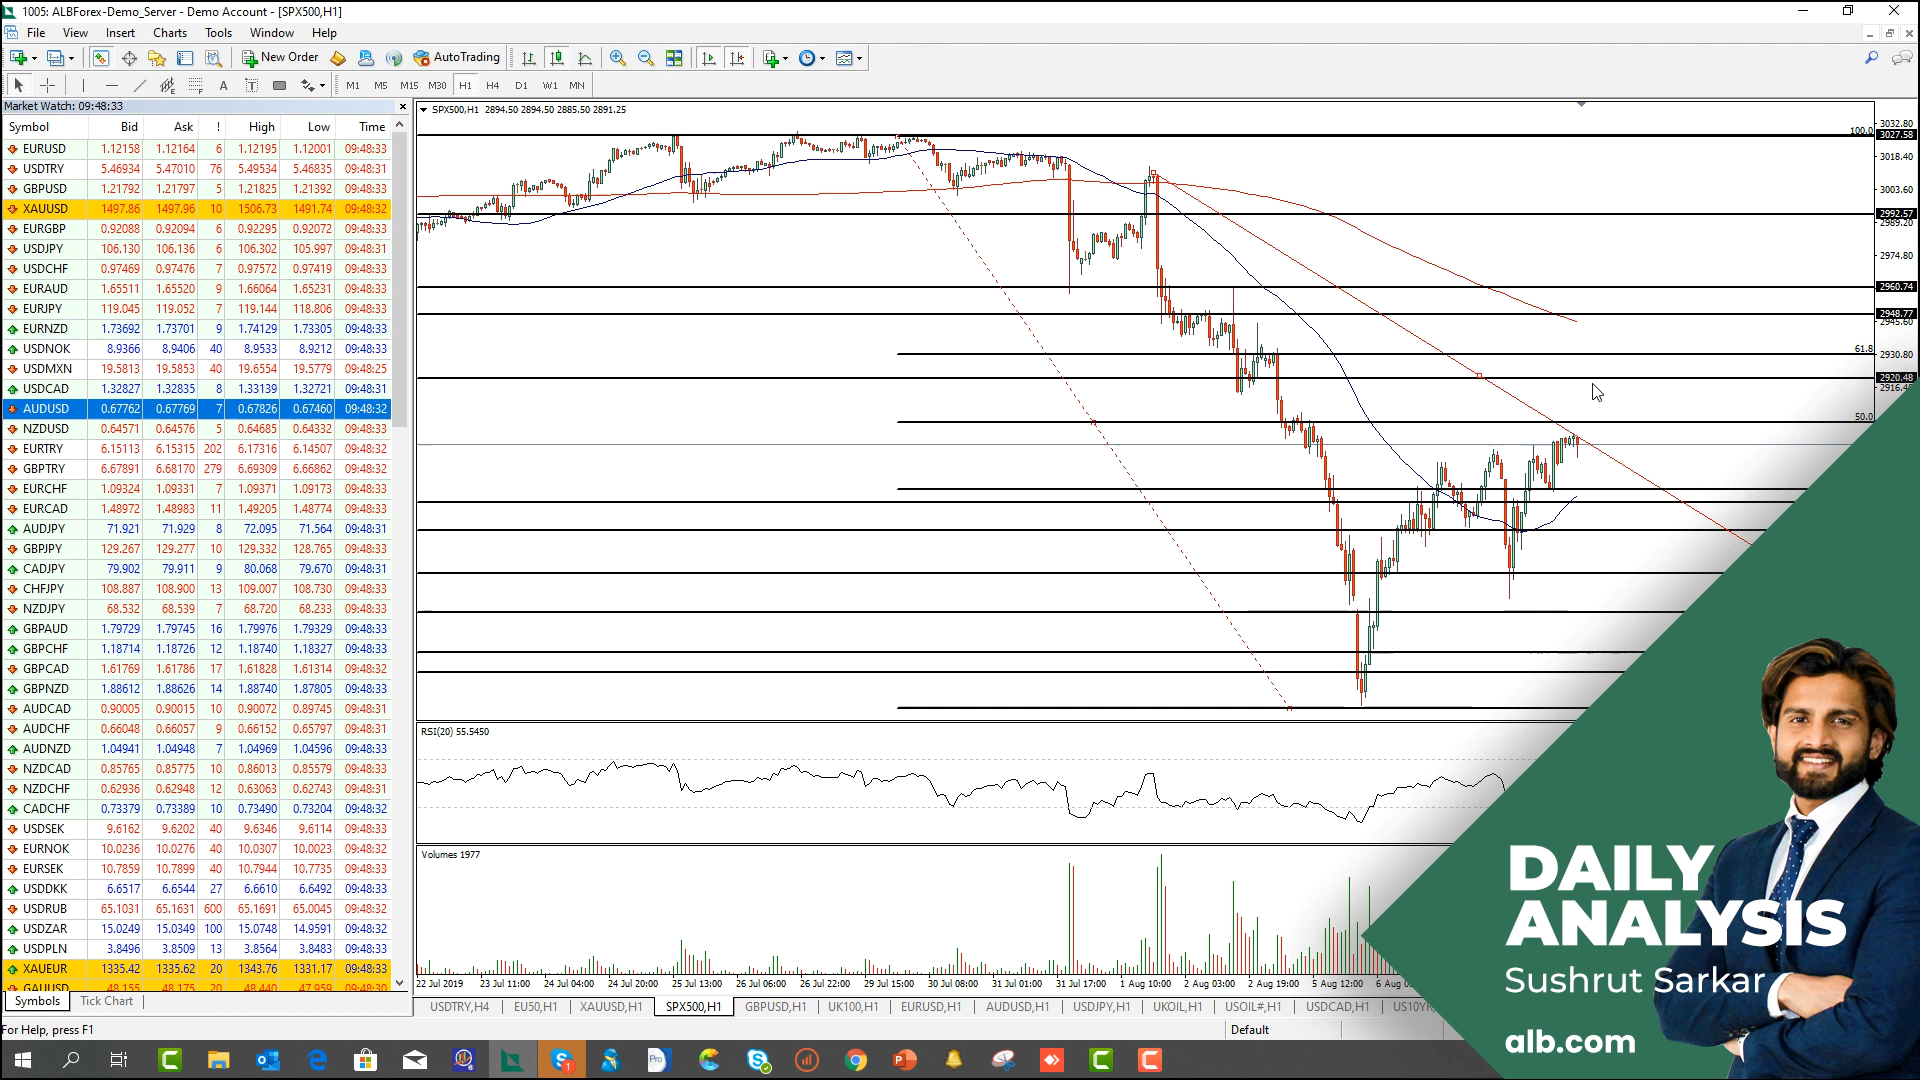 1005: ALBForex-Demo_Server - Demo Account - [SPX500,H1]
File View Insert Charts Tools Window Help
New Order AutoTrading
M1 M5 M15 M30 H1 H4 D1 W1 MN
Market Watch: 09:48:33
Symbol Bid Ask ! High Low Time
EURUSD 1.12158 1.12164 6 1.12195 1.12001 09:48:33
USDTRY 5.46934 5.47010 76 5.49534 5.46835 09:48:31
GBPUSD 1.21792 1.21797 5 1.21825 1.21392 09:48:33
XAUUSD 1497.86 1497.96 10 1506.73 1491.74 09:48:32
EURGBP 0.92088 0.92094 6 0.92295 0.92072 09:48:33
USDJPY 106.130 106.136 6 106.302 105.997 09:48:31
USDCHF 0.97469 0.97476 7 0.97572 0.97419 09:48:33
EURAUD 1.65511 1.65520 9 1.66064 1.65231 09:48:33
EURJPY 119.045 119.052 7 119.144 118.806 09:48:33
EURNZD 1.73692 1.73701 9 1.74129 1.73305 09:48:33
USDNOK 8.9366 8.9406 40 8.9533 8.9212 09:48:33
USDMXN 19.5813 19.5853 40 19.6554 19.5779 09:48:25
USDCAD 1.32827 1.32835 8 1.33139 1.32721 09:48:31
AUDUSD 0.67762 0.67769 7 0.67826 0.67460 09:48:32
NZDUSD 0.64571 0.64576 5 0.64685 0.64332 09:48:33
EURTRY 6.15113 6.15315 202 6.17316 6.14507 09:48:32
GBPTRY 6.67891 6.68170 279 6.69309 6.66862 09:48:32
EURCHF 1.09324 1.09331 7 1.09371 1.09173 09:48:33
EURCAD 1.48972 1.48983 11 1.49205 1.48774 09:48:33
AUDJPY 71.921 71.929 8 72.095 71.564 09:48:33
GBPJPY 129.267 129.277 10 129.332 128.765 09:48:33
CADJPY 79.902 79.911 9 80.068 79.670 09:48:31
CHFJPY 108.887 108.900 13 109.007 108.730 09:48:33
NZDJPY 68.532 68.539 7 68.720 68.233 09:48:33
GBPAUD 1.79729 1.79745 16 1.79976 1.79329 09:48:33
GBPCHF 1.18714 1.18726 12 1.18740 1.18327 09:48:33
GBPCAD 1.61769 1.61786 17 1.61828 1.61314 09:48:32
GBPNZD 1.88612 1.88626 14 1.88740 1.87805 09:48:33
AUDCAD 0.90005 0.90015 10 0.90072 0.89745 09:48:31
AUDCHF 0.66048 0.66057 9 0.66152 0.65797 09:48:31
AUDNZD 1.04941 1.04948 7 1.04969 1.04596 09:48:33
NZDCAD 0.85765 0.85775 10 0.86013 0.85579 09:48:33
NZDCHF 0.62936 0.62948 12 0.63063 0.62743 09:48:31
CADCHF 0.73379 0.73389 10 0.73490 0.73204 09:48:32
USDSEK 9.6162 9.6202 40 9.6346 9.6114 09:48:33
EURNOK 10.0236 10.0276 40 10.0307 10.0023 09:48:32
EURSEK 10.7859 10.7899 40 10.7944 10.7735 09:48:33
USDDKK 6.6517 6.6544 27 6.6610 6.6492 09:48:33
USDRUB 65.1031 65.1631 600 65.1691 65.0045 09:48:32
USDZAR 15.0249 15.0349 100 15.0748 14.9591 09:48:32
USDPLN 3.8496 3.8509 13 3.8564 3.8483 09:48:33
XAUEUR 1335.42 1335.62 20 1343.76 1331.17 09:48:33
GAUUSD 48.155 48.175 20 48.440 47.959 09:48:30
Symbols Tick Chart
For Help, press F1
SPX500,H1 2894.50 2894.50 2885.50 2891.25
3032.80
100.0
3027.58
3018.40
3003.60
2992.57
2989.20
2974.80
2960.74
2948.77
2945.60
61.8
2930.80
2920.48
50.0
RSI(20) 55.5450
Volumes 1977
22 Jul 2019 23 Jul 11:00 24 Jul 04:00 24 Jul 20:00 25 Jul 13:00 26 Jul 06:00 26 Jul 22:00 29 Jul 15:00 30 Jul 08:00 31 Jul 01:00 31 Jul 17:00 1 Aug 10:00 2 Aug 03:00 2 Aug 19:00 5 Aug 12:00
USDTRY,H4 EU50,H1 XAUUSD,H1 SPX500,H1 GBPUSD,H1 UK100,H1 EURUSD,H1 AUDUSD,H1 USDJPY,H1 UKOIL,H1 USOIL#,H1 USDCAD,H1
Default
DAILY
ANALYSIS
Sushrut Sarkar
alb.com